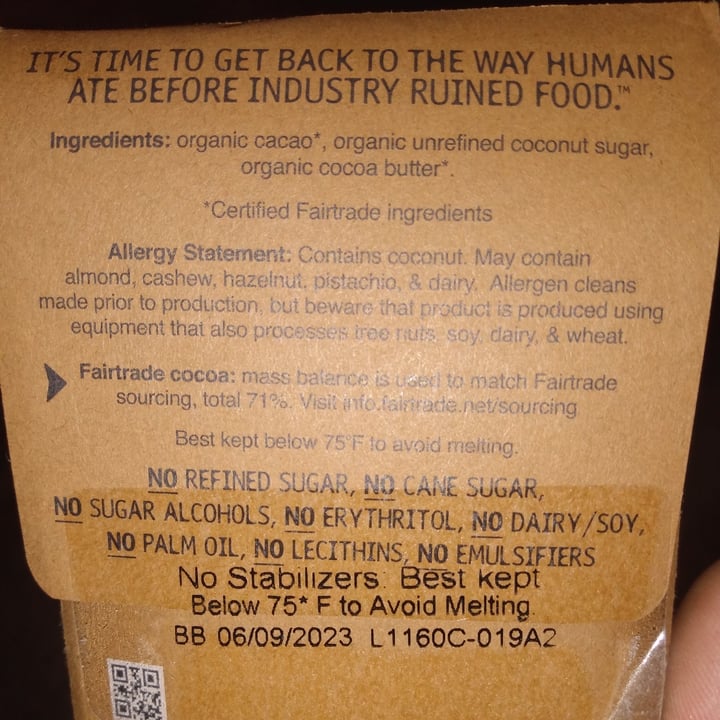 IT'S TIME TO GET BACK TO THE WAY HUMANS
ATE BEFORE INDUSTRY RUINED FOOD.™
Ingredients: organic cacao*, organic unrefined coconut sugar,
organic cocoa butter*.
*Certified Fairtrade ingredients
Allergy Statement: Contains coconut. May contain
almond, cashew, hazelnut, pistachio, & dairy. Allergen cleans
made prior to production, but beware that product is produced using
equipment that also processes tree nuts, soy, dairy, & wheat.
Fairtrade cocoa: mass balance is used to match Fairtrade
sourcing, total 71%. Visit info.fairtrade.net/sourcing
Best kept below 75°F to avoid melting.
NO REFINED SUGAR, NO CANE SUGAR,
NO SUGAR ALCOHOLS, NO ERYTHRITOL, NO DAIRY/SOY,
NO PALM OIL, NO LECITHINS, NO EMULSIFIERS
No Stabilizers. Best kept
Below 75* F to Avoid Melting.
BB 06/09/2023 L1160C-019A2